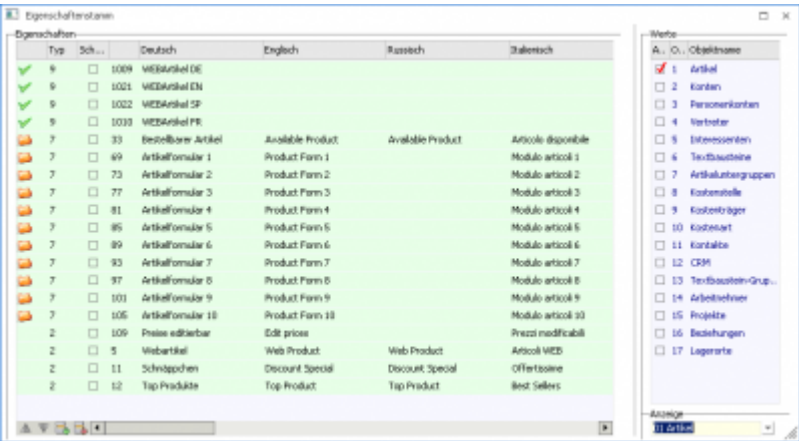 Eigenschaftenstamm
Eigenschaften
Typ Sch... Deutsch Englisch Russisch Italienisch
9 1009 WEBArtikel DE
9 1021 WEBArtikel EN
9 1022 WEBArtikel SP
9 1010 WEBArtikel FR
7 33 Bestellbarer Artikel Available Product Available Product Articolo disponibile
7 69 Artikelformular 1 Product Form 1 Modulo articoli 1
7 73 Artikelformular 2 Product Form 2 Modulo articoli 2
7 77 Artikelformular 3 Product Form 3 Modulo articoli 3
7 81 Artikelformular 4 Product Form 4 Modulo articoli 4
7 85 Artikelformular 5 Product Form 5 Modulo articoli 5
7 89 Artikelformular 6 Product Form 6 Modulo articoli 6
7 93 Artikelformular 7 Product Form 7 Modulo articoli 7
7 97 Artikelformular 8 Product Form 8 Modulo articoli 8
7 101 Artikelformular 9 Product Form 9 Modulo articoli 9
7 105 Artikelformular 10 Product Form 10 Modulo articoli 10
2 109 Preise editierbar Edit prices Prezzi modificabili
2 5 Webartikel Web Product Web Product Articoli WEB
2 11 Schnäppchen Discount Special Discount Special Offertissime
2 12 Top Produkte Top Product Top Product Best Sellers
Werte
A.. O.. Objektname
1 Artikel
2 Konten
3 Personenkonten
4 Vertreter
5 Interessenten
6 Textbausteine
7 Artikeluntergruppen
8 Kostenstelle
9 Kostenträger
10 Kostenart
11 Kontakte
12 CRM
13 Textbaustein-Grup...
14 Arbeitnehmer
15 Projekte
16 Beziehungen
17 Lagerorte
Anzeige
01 Artikel